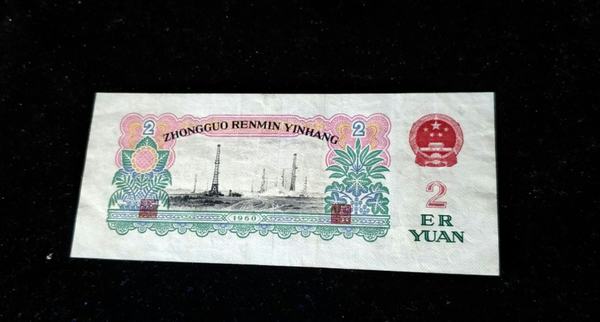 2 ZHONGGUO RENMIN YINHANG 2
1960
2
ER
YUAN